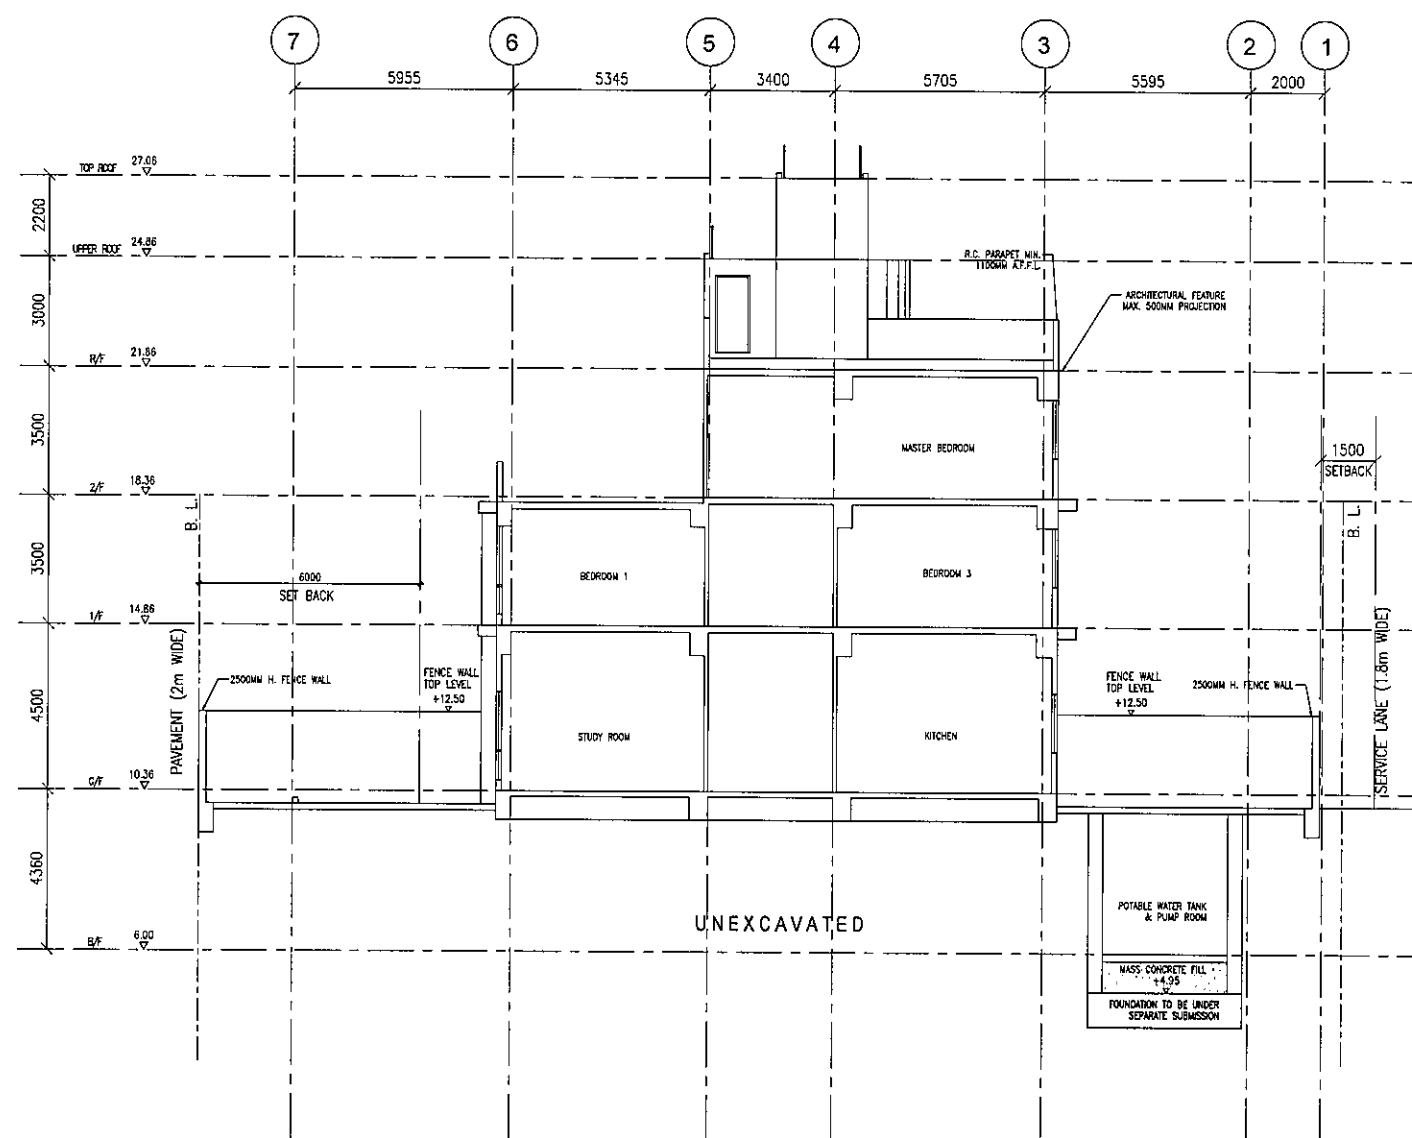 7
6
5
4
3
2
1
5955
5345
3400
5705
5595
2000
TOP ROOF 27.06
2200
UPPER ROOF 24.86
R.C. PARAPET MIN.
1100MM A.F.F.L.
3000
ARCHITECTURAL FEATURE
MAX. 500MM PROJECTION
R/F 21.86
3500
MASTER BEDROOM
1500
SETBACK
2/F 18.36
B. L.
B. L.
3500
BEDROOM 1
BEDROOM 3
6000
SET BACK
1/F 14.86
PAVEMENT (2m WIDE)
SERVICE LANE (1.8m WIDE)
2500MM H. FENCE WALL
FENCE WALL
TOP LEVEL
+12.50
FENCE WALL
TOP LEVEL
+12.50
2500MM H. FENCE WALL
4500
STUDY ROOM
KITCHEN
G/F 10.36
4360
UNEXCAVATED
POTABLE WATER TANK
& PUMP ROOM
B/F 6.00
MASS CONCRETE FILL
+4.95
FOUNDATION TO BE UNDER
SEPARATE SUBMISSION